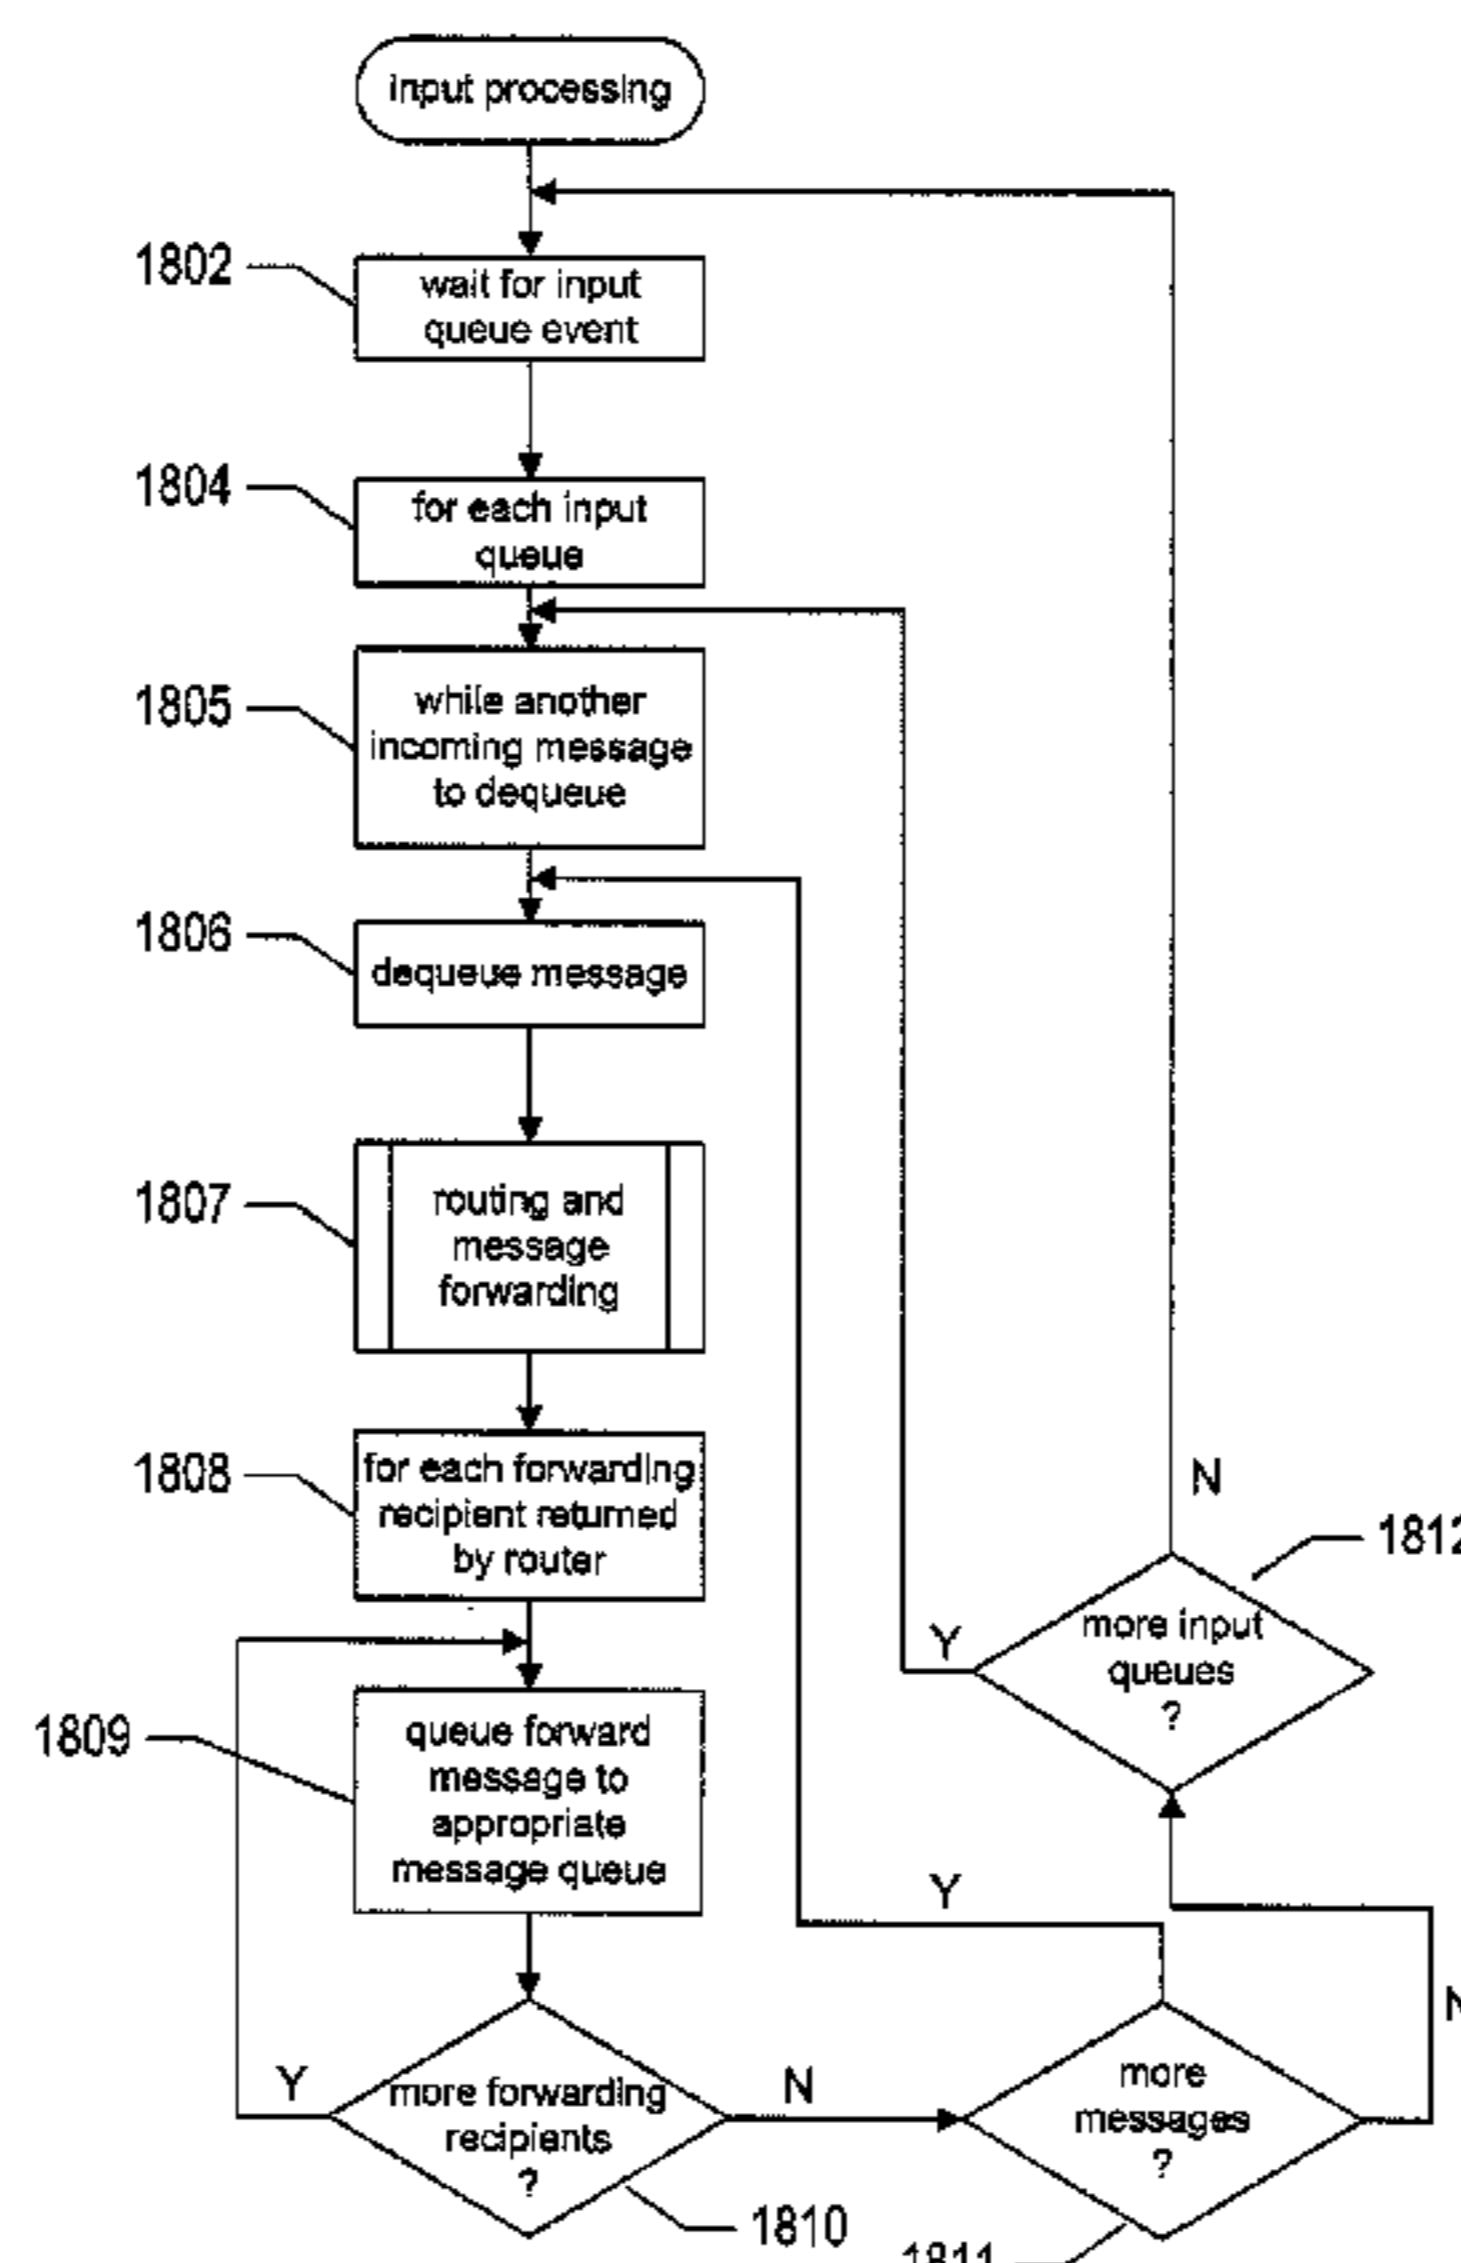 input processing
1802
wait for input
queue event
1804
for each input
queue
1805
while another
incoming message
to dequeue
1806
dequeue message
1807
routing and
message
forwarding
1808
for each forwarding
recipient returned
by router
N
1812
Y
more input
queues
?
1809
queue forward
message to
appropriate
message queue
Y
N
Y
more forwarding
recipients
?
N
more
messages
?
1810
1811